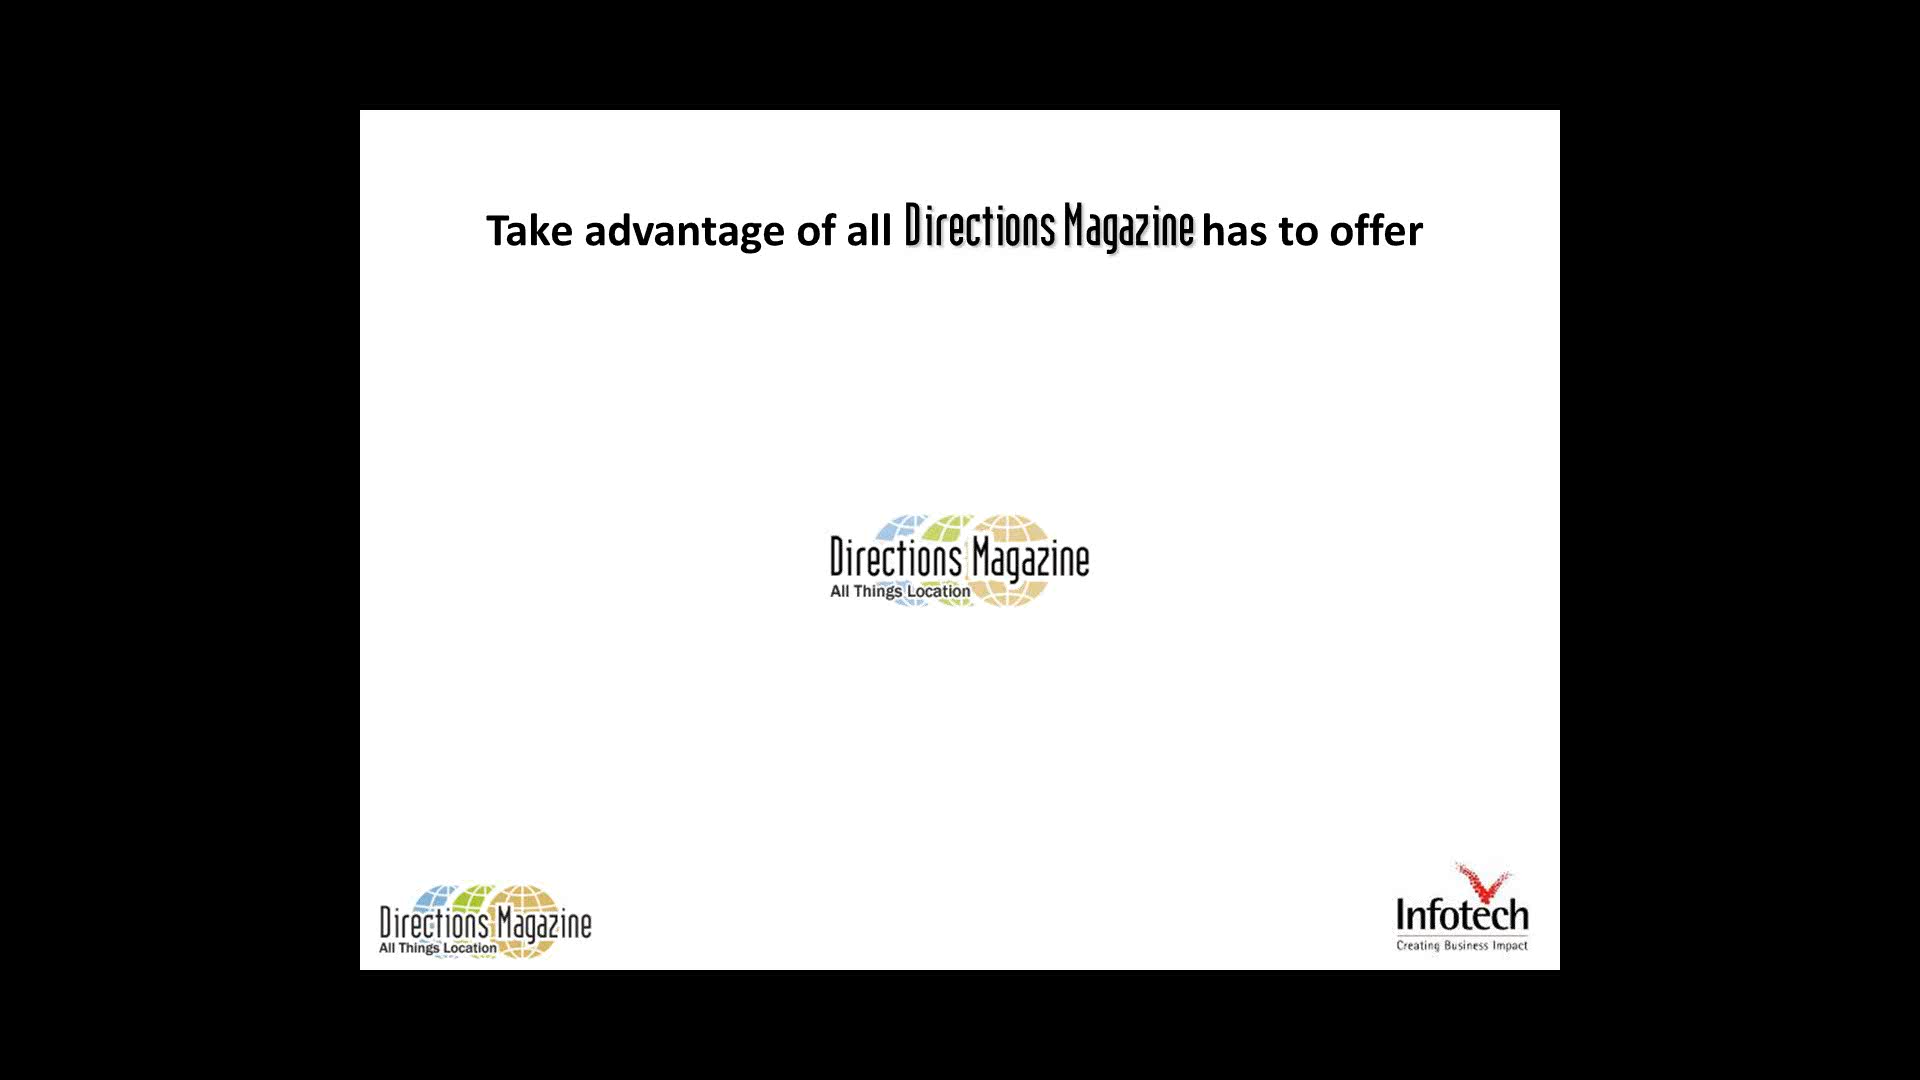 Take advantage of all Directions Magazine has to offer
Directions Magazine
All Things Location
Directions Magazine
All Things Location
Infotech
Creating Business Impact